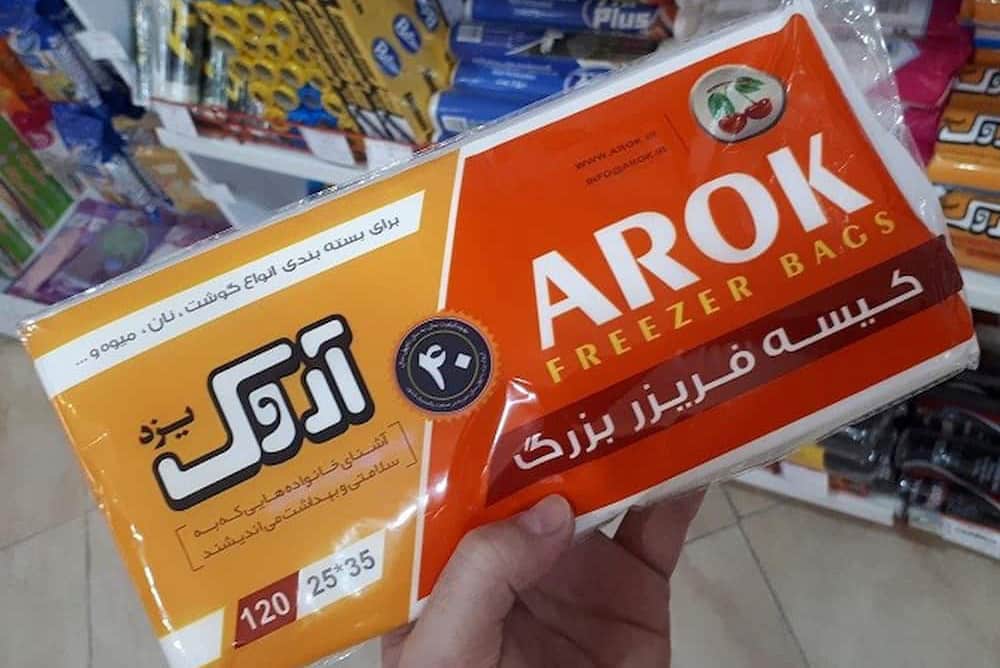 Plus
WWW.AROK.IR
INFO@AROK.IR
AROK
FREEZER BAGS
کیسه فریزر بزرگ
برای بسته بندی انواع گوشت، نان، میوه و ...
۴۰
آروک
یزد
آشنای خانواده هایی که به
سلامتی و بهداشت می اندیشند
120
25*35